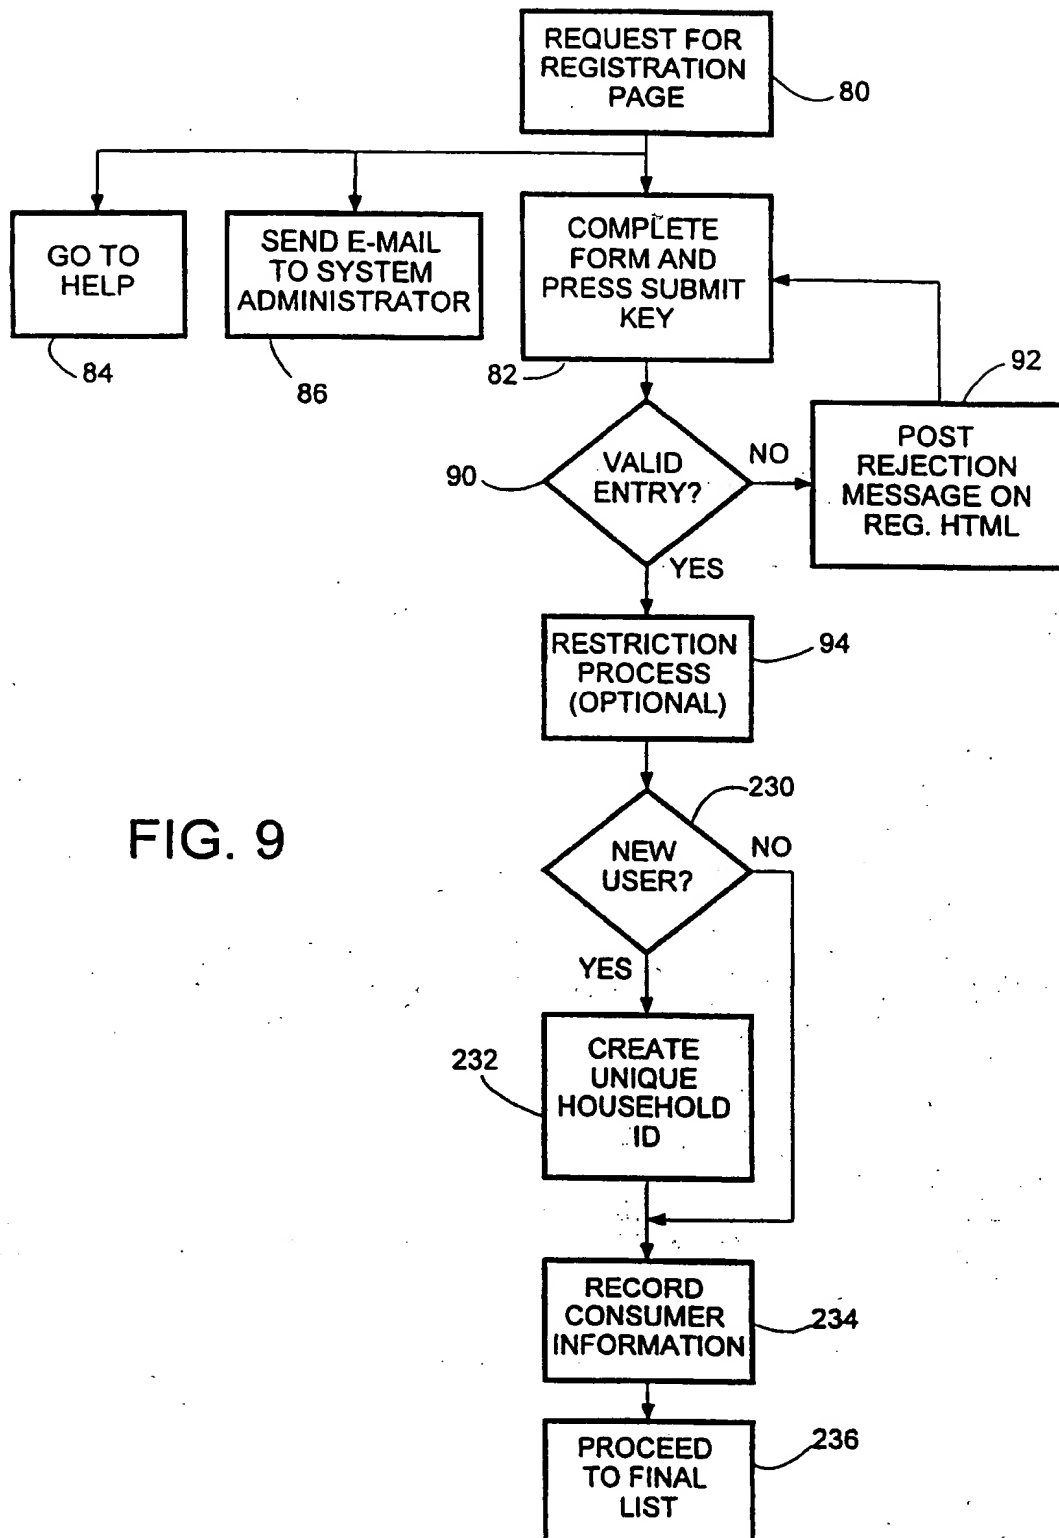 REQUEST FOR
REGISTRATION
PAGE
80
GO TO
HELP
84
SEND E-MAIL
TO SYSTEM
ADMINISTRATOR
86
COMPLETE
FORM AND
PRESS SUBMIT
KEY
82
92
POST
REJECTION
MESSAGE ON
REG. HTML
90
VALID
ENTRY?
NO
YES
RESTRICTION
PROCESS
(OPTIONAL)
94
230
NEW
USER?
NO
YES
FIG. 9
232
CREATE
UNIQUE
HOUSEHOLD
ID
RECORD
CONSUMER
INFORMATION
234
PROCEED
TO FINAL
LIST
236